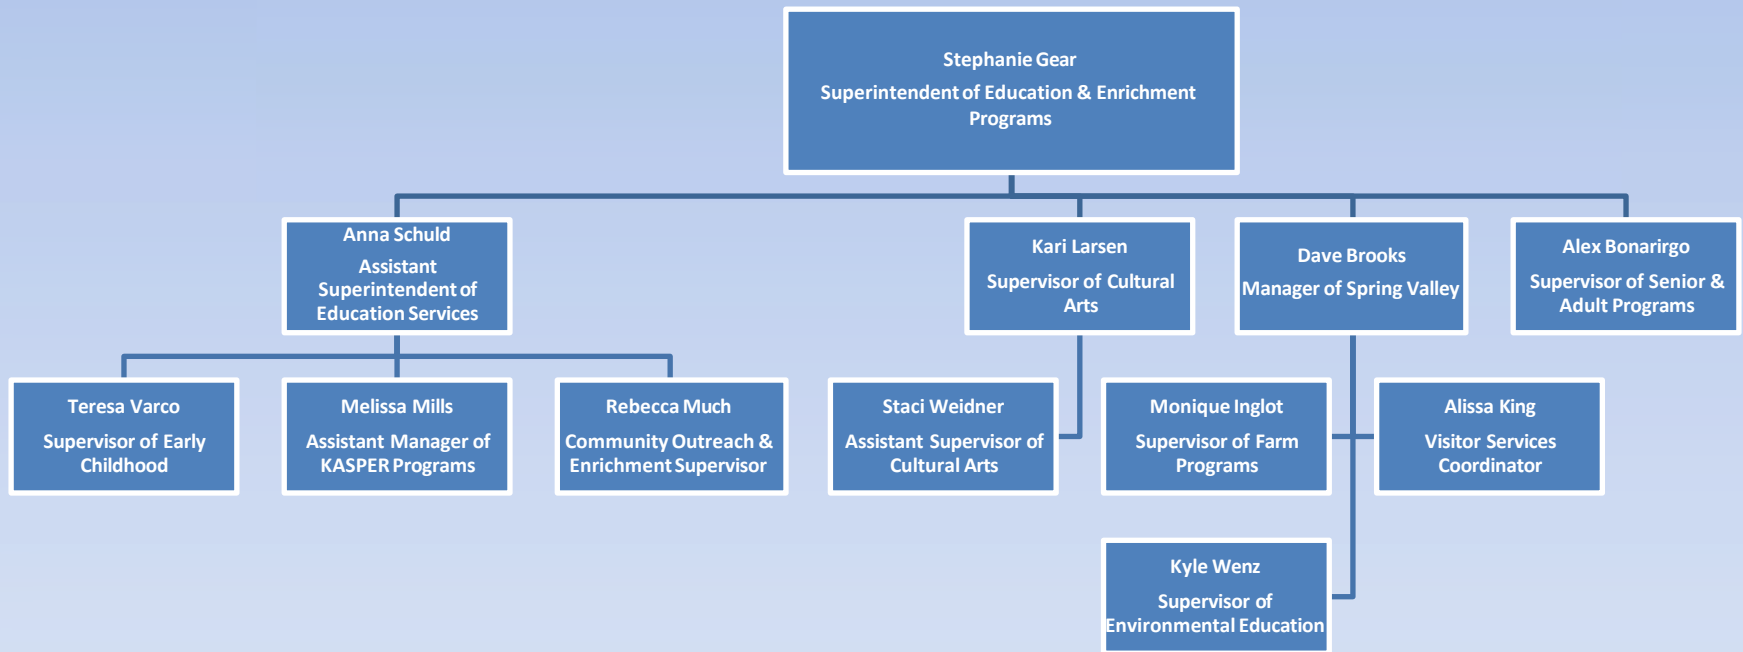 Stephanie Gear
Superintendent of Education & Enrichment
Programs
Anna Schuld
Assistant
Superintendent of
Education Services
Kari Larsen
Supervisor of Cultural
Arts
Dave Brooks
Manager of Spring Valley
Alex Bonarirgo
Supervisor of Senior &
Adult Programs
Teresa Varco
Supervisor of Early
Childhood
Melissa Mills
Assistant Manager of
KASPER Programs
Rebecca Much
Community Outreach &
Enrichment Supervisor
Staci Weidner
Assistant Supervisor of
Cultural Arts
Monique Inglot
Supervisor of Farm
Programs
Alissa King
Visitor Services
Coordinator
Kyle Wenz
Supervisor of
Environmental Education